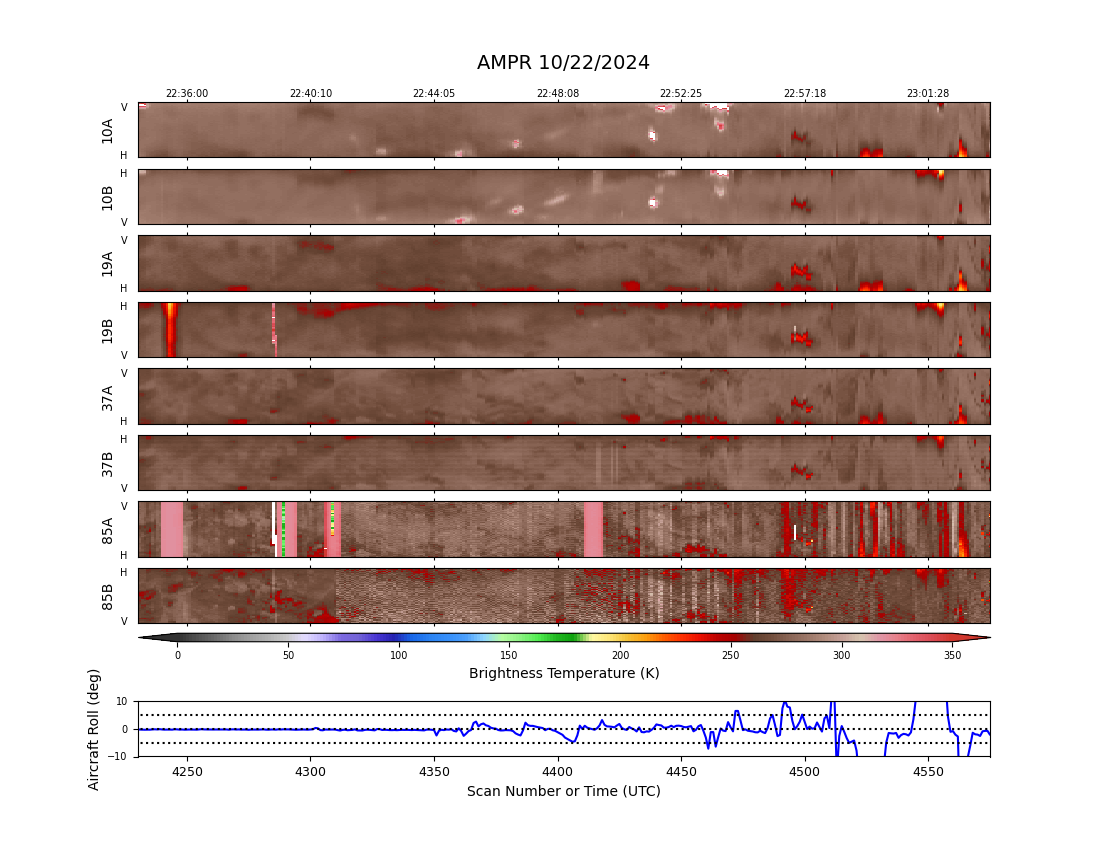 AMPR 10/22/2024
22:36:00 22:40:10 22:44:05 22:48:08 22:52:25 22:57:18 23:01:28
V
10A
H
H
10B
V
V
19A
H
H
19B
V
V
37A
H
H
37B
V
V
85A
H
H
85B
V
0 50 100 150 200 250 300 350
Brightness Temperature (K)
Aircraft Roll (deg)
10
0
−10
4250 4300 4350 4400 4450 4500 4550
Scan Number or Time (UTC)